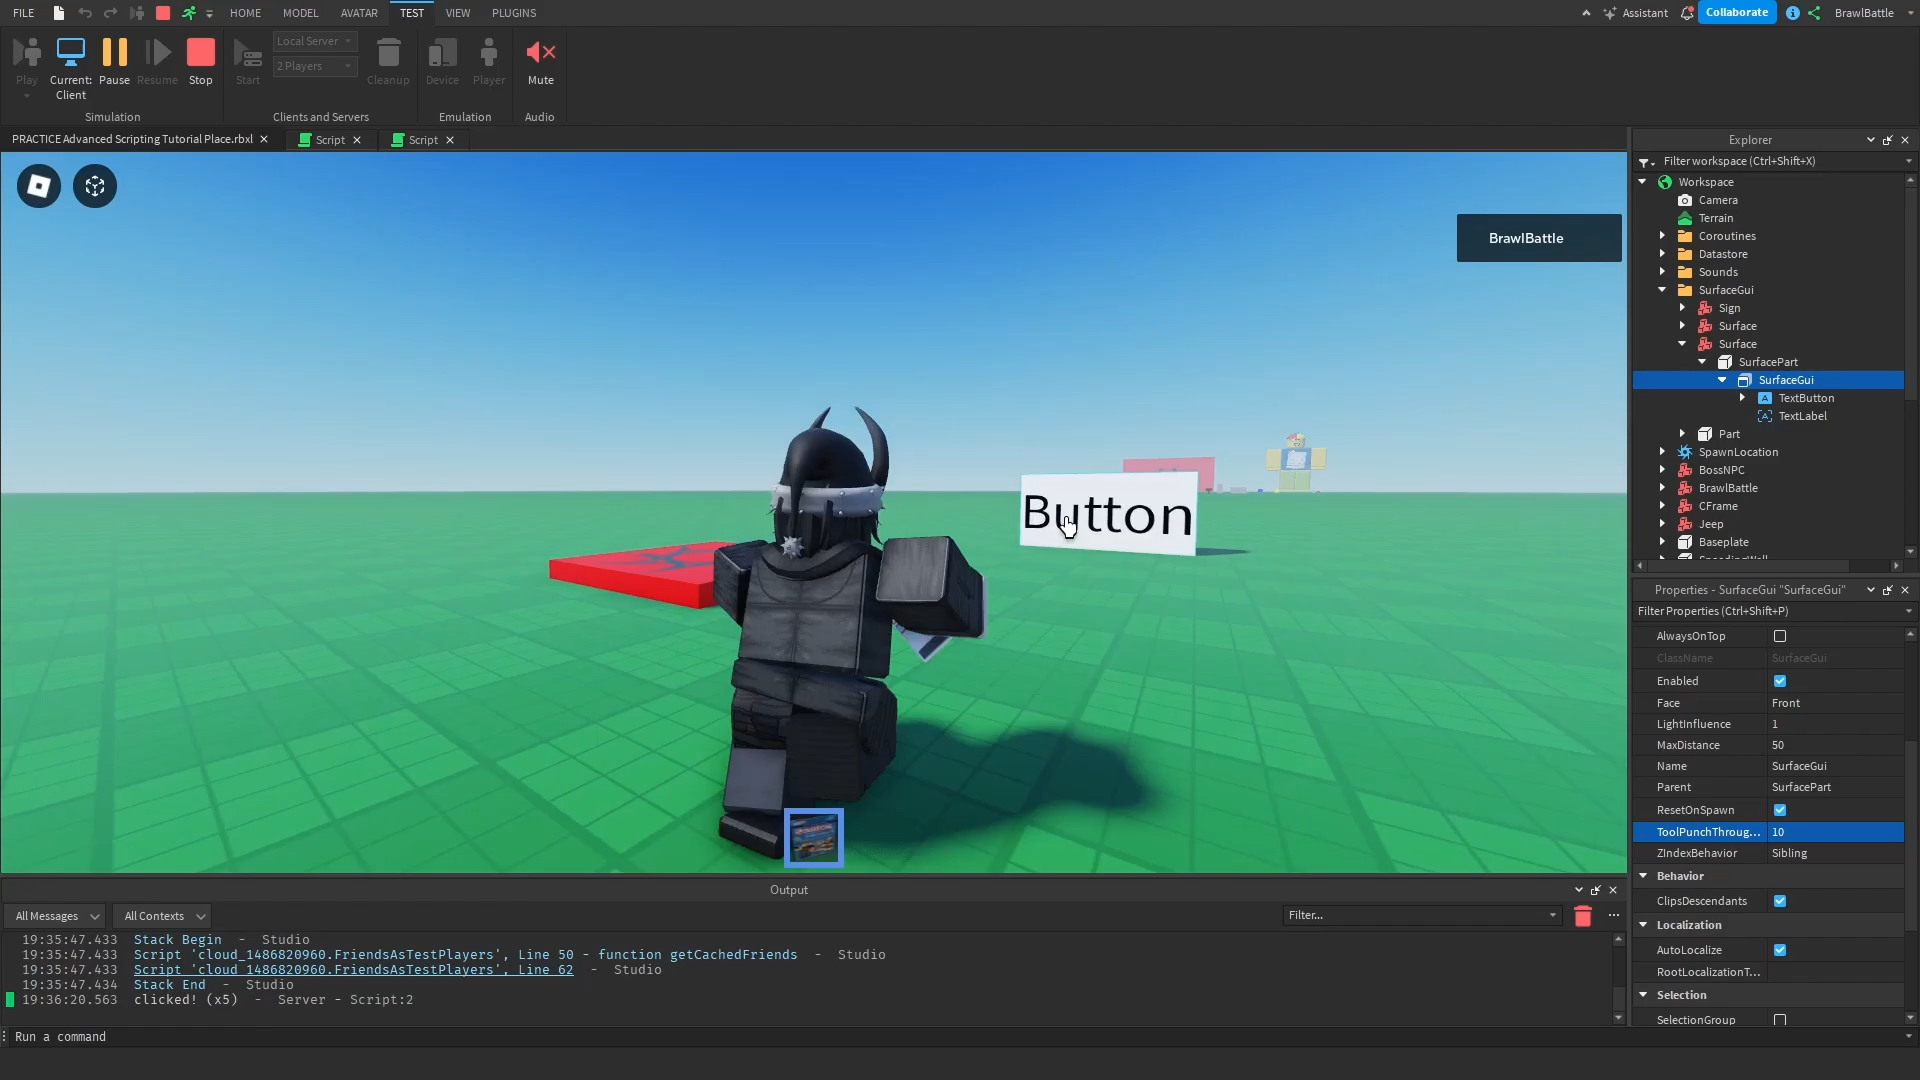 FILE HOME MODEL AVATAR TEST VIEW PLUGINS Assistant Collaborate BrawlBattle
Play Current: Client Pause Resume Stop Start Local Server 2 Players Cleanup Device Player Mute
Simulation Clients and Servers Emulation Audio
PRACTICE Advanced Scripting Tutorial Place.rbxl Script Script
BrawlBattle
Button
Explorer
Filter workspace (Ctrl+Shift+X)
Workspace
Camera
Terrain
Coroutines
Datastore
Sounds
SurfaceGui
Sign
Surface
Surface
SurfacePart
SurfaceGui
TextButton
TextLabel
Part
SpawnLocation
BossNPC
BrawlBattle
CFrame
Jeep
Baseplate
Properties - SurfaceGui "SurfaceGui"
Filter Properties (Ctrl+Shift+P)
AlwaysOnTop
ClassName SurfaceGui
Enabled
Face Front
LightInfluence 1
MaxDistance 50
Name SurfaceGui
Parent SurfacePart
ResetOnSpawn
ToolPunchThroug... 10
ZIndexBehavior Sibling
Behavior
ClipsDescendants
Localization
AutoLocalize
RootLocalizationT...
Selection
SelectionGroup
Output
All Messages All Contexts Filter... ...
19:35:47.433 Stack Begin - Studio
19:35:47.433 Script 'cloud_1486820960.FriendsAsTestPlayers', Line 50 - function getCachedFriends - Studio
19:35:47.433 Script 'cloud_1486820960.FriendsAsTestPlayers', Line 62 - Studio
19:35:47.434 Stack End - Studio
19:36:20.563 clicked! (x5) - Server - Script:2
Run a command